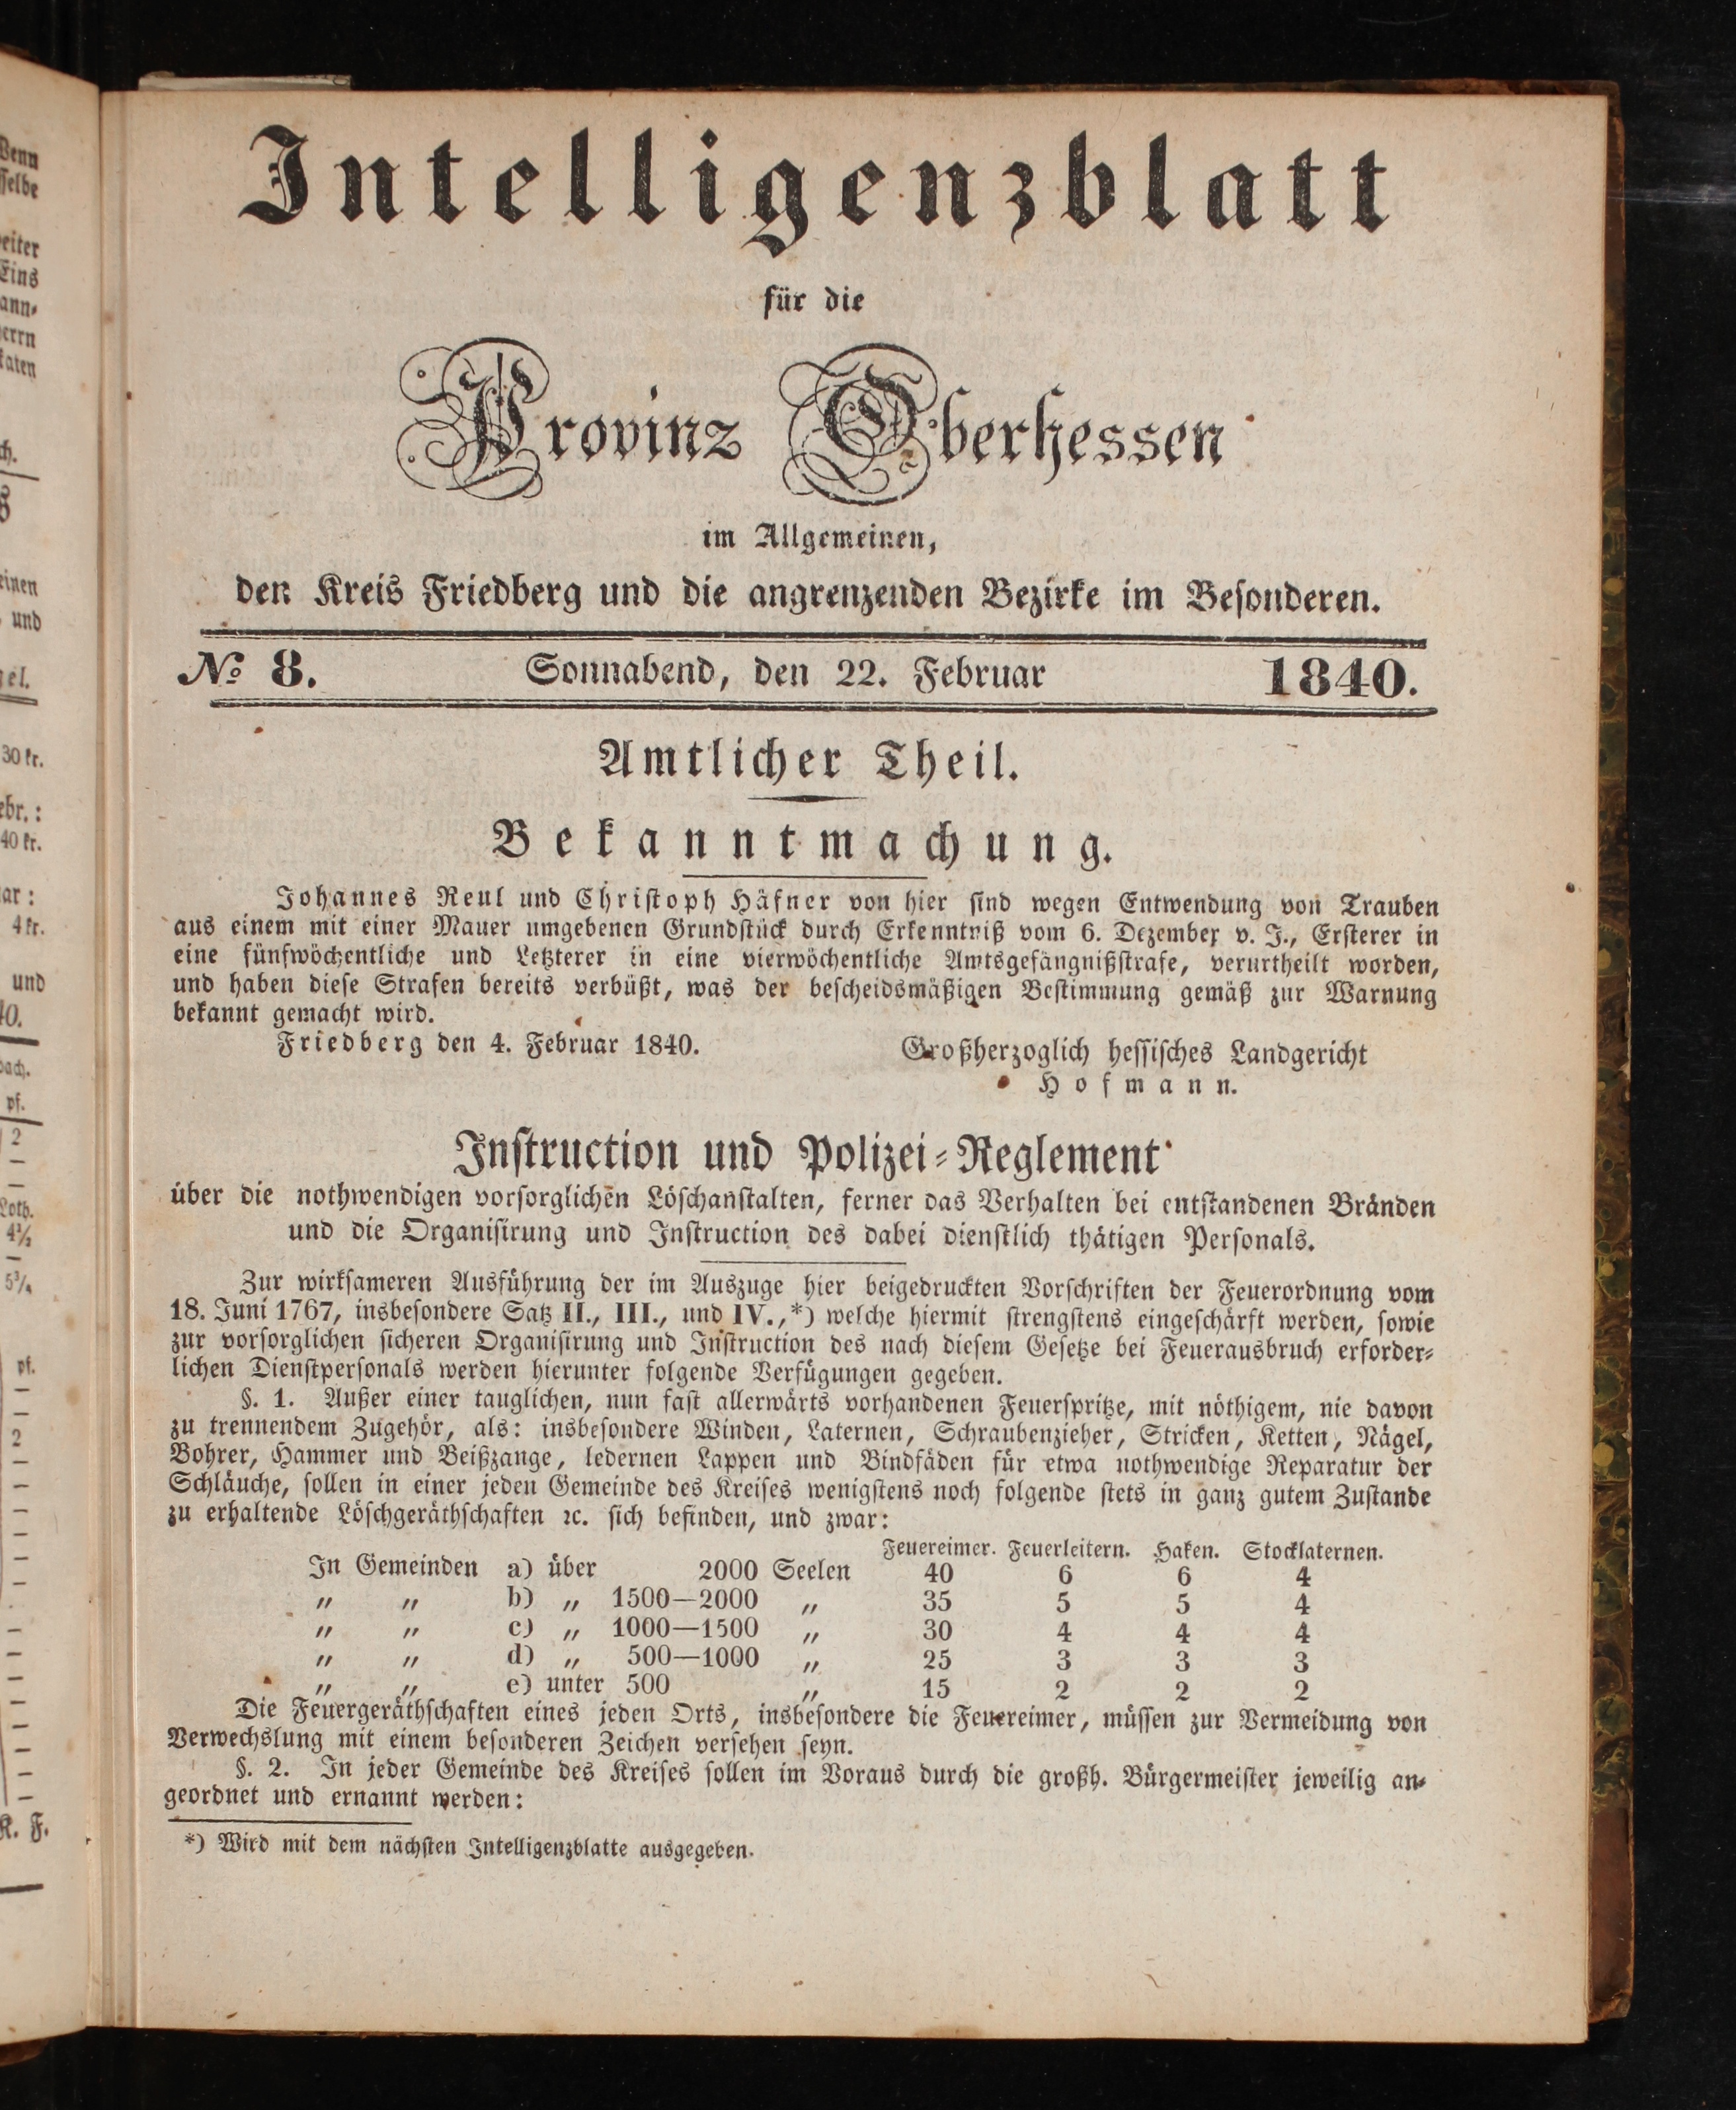 Intelligenzblatt
für die
Provinz Oberhessen
im Allgemeinen,
den Kreis Friedberg und die angrenzenden Bezirke im Besonderen.
No 8. Sonnabend, den 22. Februar 1840.
Amtlicher Theil.
Bekanntmachung.
Johannes Reul und Christoph Häfner von hier sind wegen Entwendung von Trauben
aus einem mit einer Mauer umgebenen Grundstück durch Erkenntniß vom 6. Dezember v. J., Ersterer in
eine fünfwöchentliche und Letzterer in eine vierwöchentliche Amtsgefängnißstrafe, verurtheilt worden,
und haben diese Strafen bereits verbüßt, was der bescheidsmäßigen Bestimmung gemäß zur Warnung
bekannt gemacht wird.
Friedberg den 4. Februar 1840. Großherzoglich hessisches Landgericht
Hofmann.
Instruction und Polizei-Reglement
über die nothwendigen vorsorglichen Löschanstalten, ferner das Verhalten bei entstandenen Bränden
und die Organisirung und Instruction des dabei dienstlich thätigen Personals.
Zur wirksameren Ausführung der im Auszuge hier beigedruckten Vorschriften der Feuerordnung vom
18. Juni 1767, insbesondere Satz II., III., und IV.,*) welche hiermit strengstens eingeschärft werden, sowie
zur vorsorglichen sicheren Organisirung und Instruction des nach diesem Gesetze bei Feuerausbruch erforder-
lichen Dienstpersonals werden hierunter folgende Verfügungen gegeben.
§. 1. Außer einer tauglichen, nun fast allerwärts vorhandenen Feuerspritze, mit nöthigem, nie davon
zu trennendem Zugehör, als: insbesondere Winden, Laternen, Schraubenzieher, Stricken, Ketten, Nägel,
Bohrer, Hammer und Beißzange, ledernen Lappen und Bindfäden für etwa nothwendige Reparatur der
Schläuche, sollen in einer jeden Gemeinde des Kreises wenigstens noch folgende stets in ganz gutem Zustande
zu erhaltende Löschgeräthschaften ꝛc. sich befinden, und zwar:
Feuereimer. Feuerleitern. Haken. Stocklaternen.
In Gemeinden a) über 2000 Seelen 40 6 6 4
„ „ b) „ 1500—2000 „ 35 5 5 4
„ „ c) „ 1000—1500 „ 30 4 4 4
„ „ d) „ 500—1000 „ 25 3 3 3
„ „ e) unter 500 „ 15 2 2 2
Die Feuergeräthschaften eines jeden Orts, insbesondere die Feuereimer, müssen zur Vermeidung von
Verwechslung mit einem besonderen Zeichen versehen seyn.
§. 2. In jeder Gemeinde des Kreises sollen im Voraus durch die großh. Bürgermeister jeweilig an-
geordnet und ernannt werden:
*) Wird mit dem nächsten Intelligenzblatte ausgegeben.